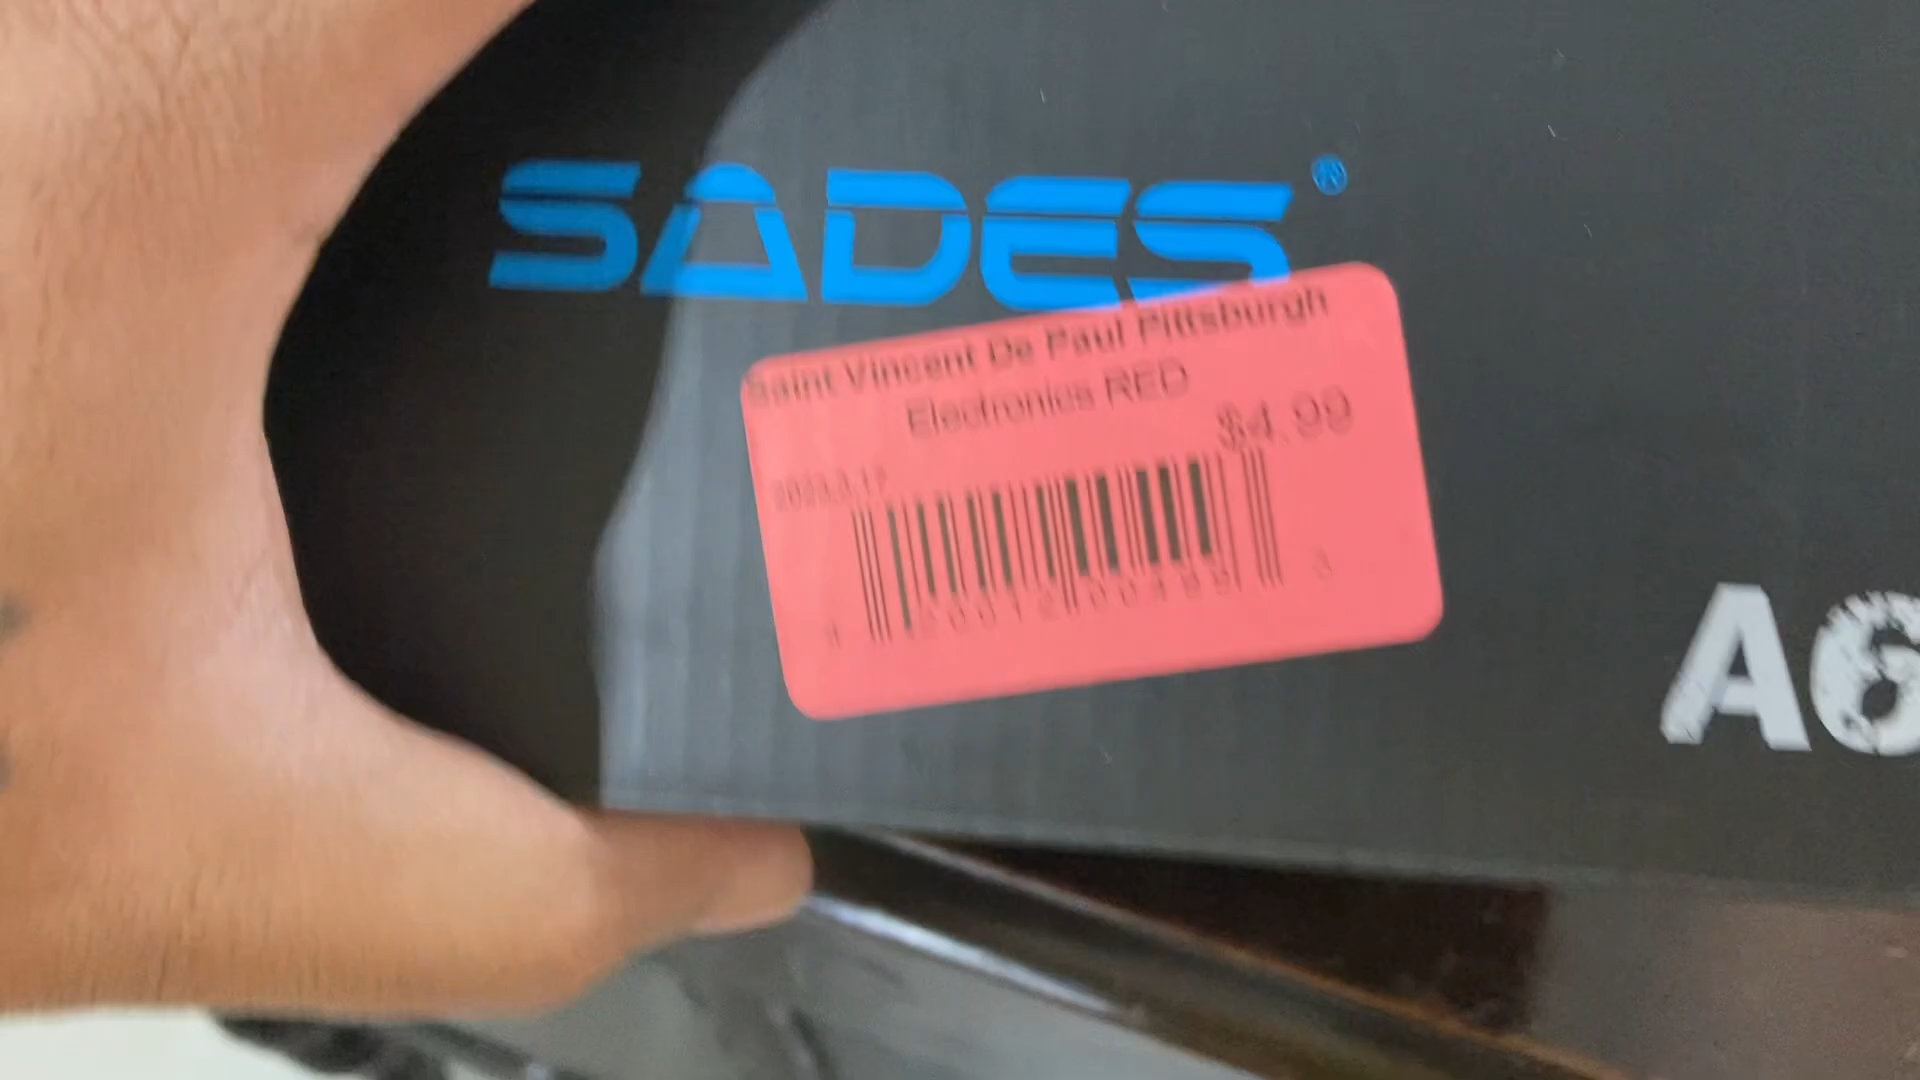 SADES®
Saint Vincent De Paul Pittsburgh
Electronics RED
$4.99
A6